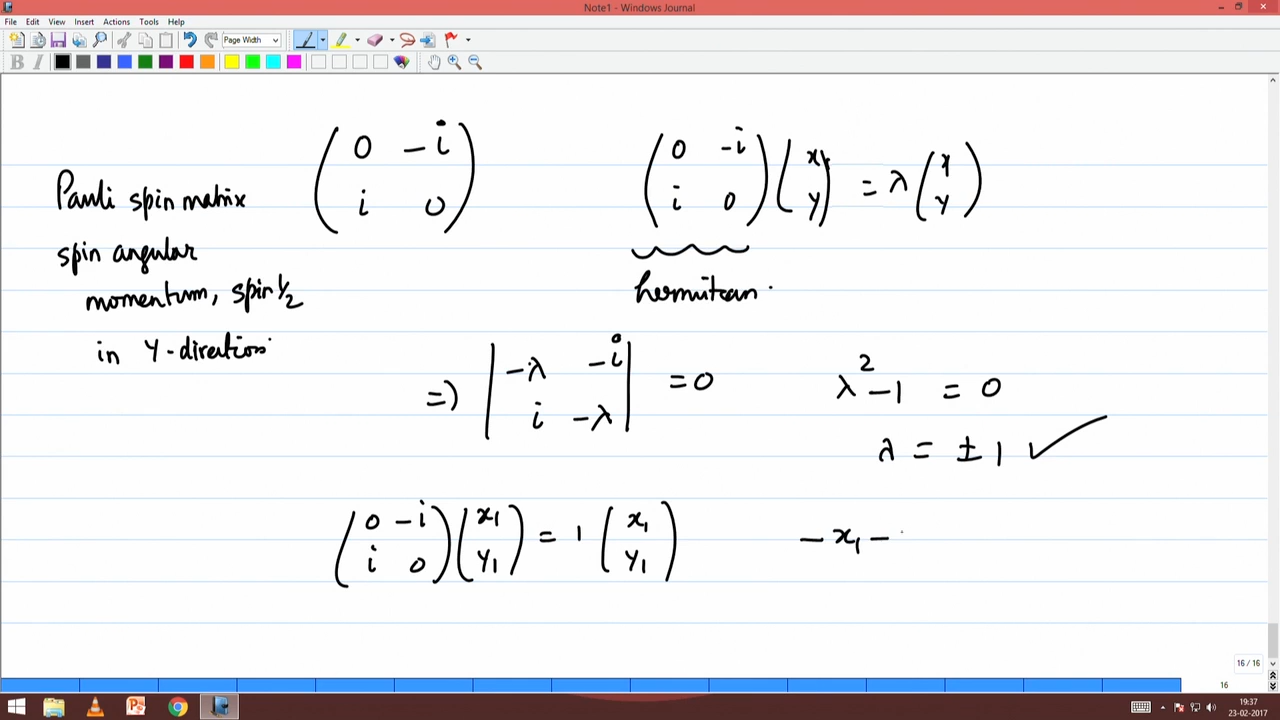 Note1 - Windows Journal
File Edit View Insert Actions Tools Help
Page Width
B I
Pauli spin matrix
spin angular
momentum, spin 1/2
in Y-direction
( 0 -i
i 0 )
( 0 -i
i 0 ) ( x
y ) = λ ( x
y )
hermitean.
=) | -λ -i
i -λ | = 0
λ² - 1 = 0
λ = ± 1 ✓
( 0 -i
i 0 ) ( x₁
y₁ ) = 1 ( x₁
y₁ )
- x₁ -
16 / 16
16
19:37
23-02-2017